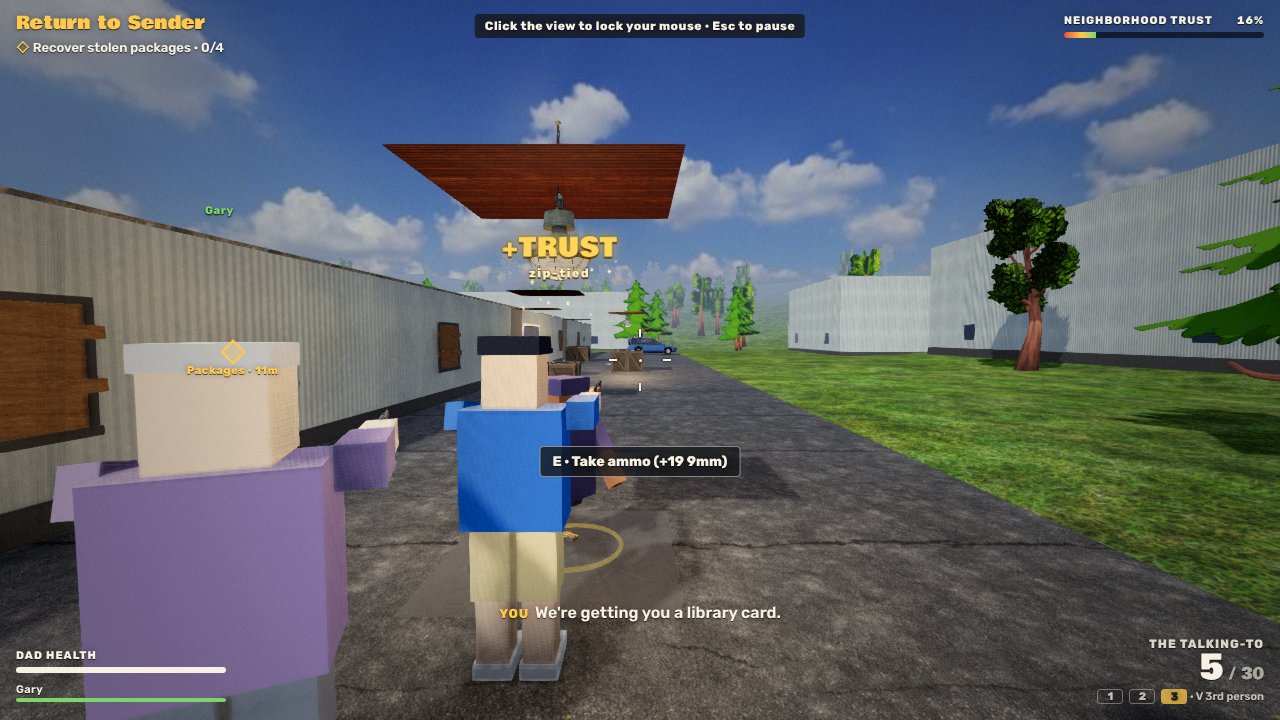 Return to Sender
Recover stolen packages · 0/4
Click the view to lock your mouse · Esc to pause
NEIGHBORHOOD TRUST 16%
Gary
+TRUST
zip-tied
Packages · 11m
E · Take ammo (+19 9mm)
YOU We're getting you a library card.
DAD HEALTH
Gary
THE TALKING-TO
5 / 30
1 2 3 · V 3rd person